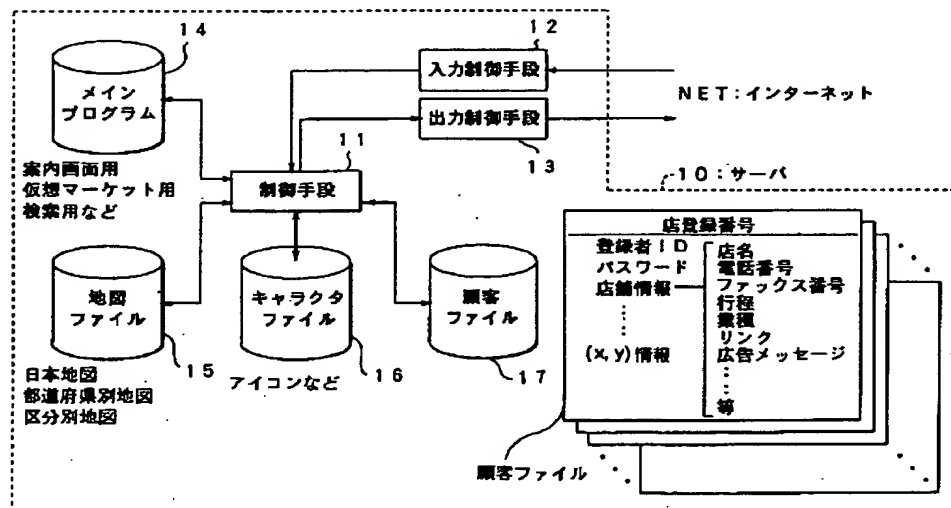 14
メイン
プログラム
案内画面用
仮想マーケット用
検索用など
12
入力制御手段
出力制御手段
13
NET:インターネット
11
制御手段
10:サーバ
地図
ファイル
15
日本地図
都道府県別地図
区分別地図
キャラクタ
ファイル
16
アイコンなど
顧客
ファイル
17
店登録番号
登録者ID
パスワード
店舗情報
(x,y)情報
店名
電話番号
ファックス番号
行程
業種
リンク
広告メッセージ
等
顧客ファイル